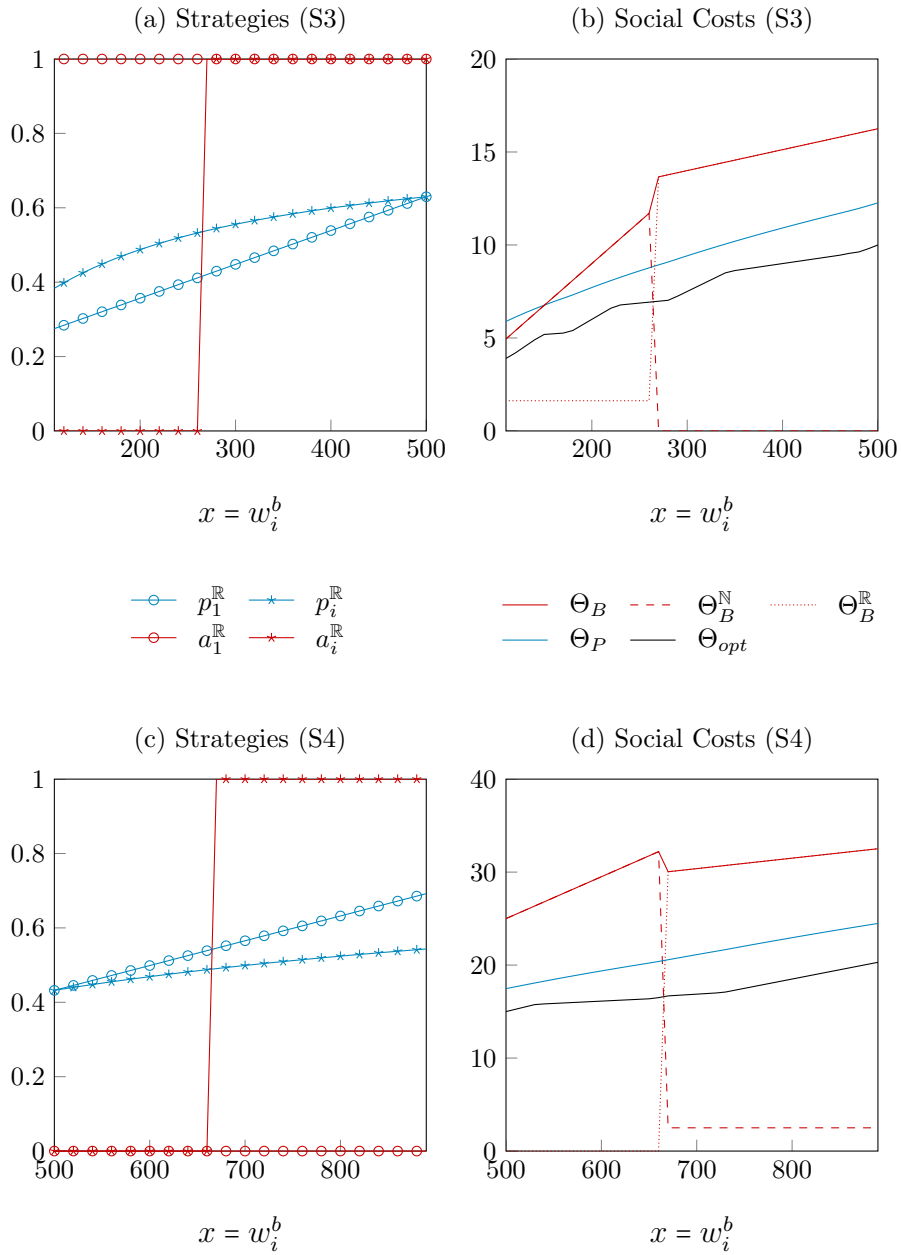 (a) Strategies (S3)
1
0.8
0.6
0.4
0.2
0
200 300 400 500
x = w_i^b
(b) Social Costs (S3)
20
15
10
5
0
200 300 400 500
x = w_i^b
p_1^ℝ p_i^ℝ
a_1^ℝ a_i^ℝ
Θ_B Θ_B^ℕ Θ_B^ℝ
Θ_P Θ_opt
(c) Strategies (S4)
1
0.8
0.6
0.4
0.2
0
500 600 700 800
x = w_i^b
(d) Social Costs (S4)
40
30
20
10
0
500 600 700 800
x = w_i^b